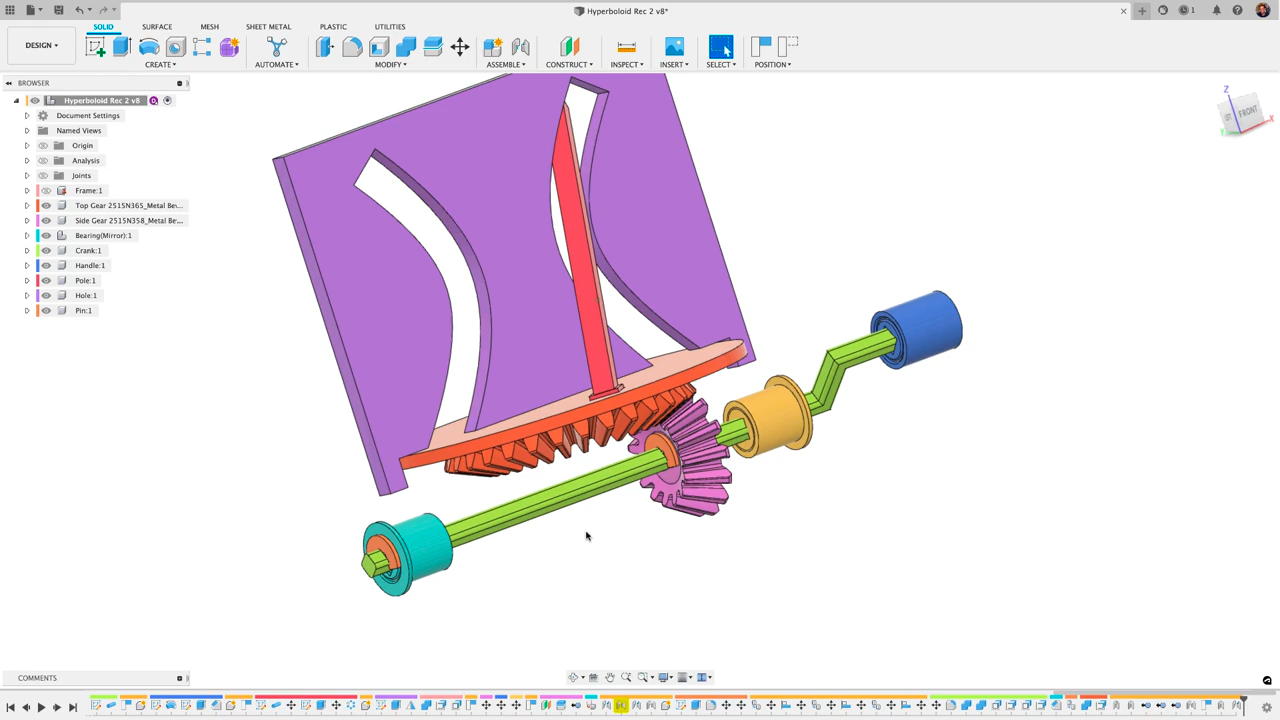 Hyperboloid Rec 2 v8*
1
DESIGN
SOLID
SURFACE
MESH
SHEET METAL
PLASTIC
UTILITIES
CREATE
AUTOMATE
MODIFY
ASSEMBLE
CONSTRUCT
INSPECT
INSERT
SELECT
POSITION
BROWSER
Hyperboloid Rec 2 v8
Document Settings
Named Views
Origin
Analysis
Joints
Frame:1
Top Gear 2515N365_Metal Bev...
Side Gear 2515N358_Metal Be...
Bearing(Mirror):1
Crank:1
Handle:1
Pole:1
Hole:1
Pin:1
Z
FRONT
X
Y
COMMENTS